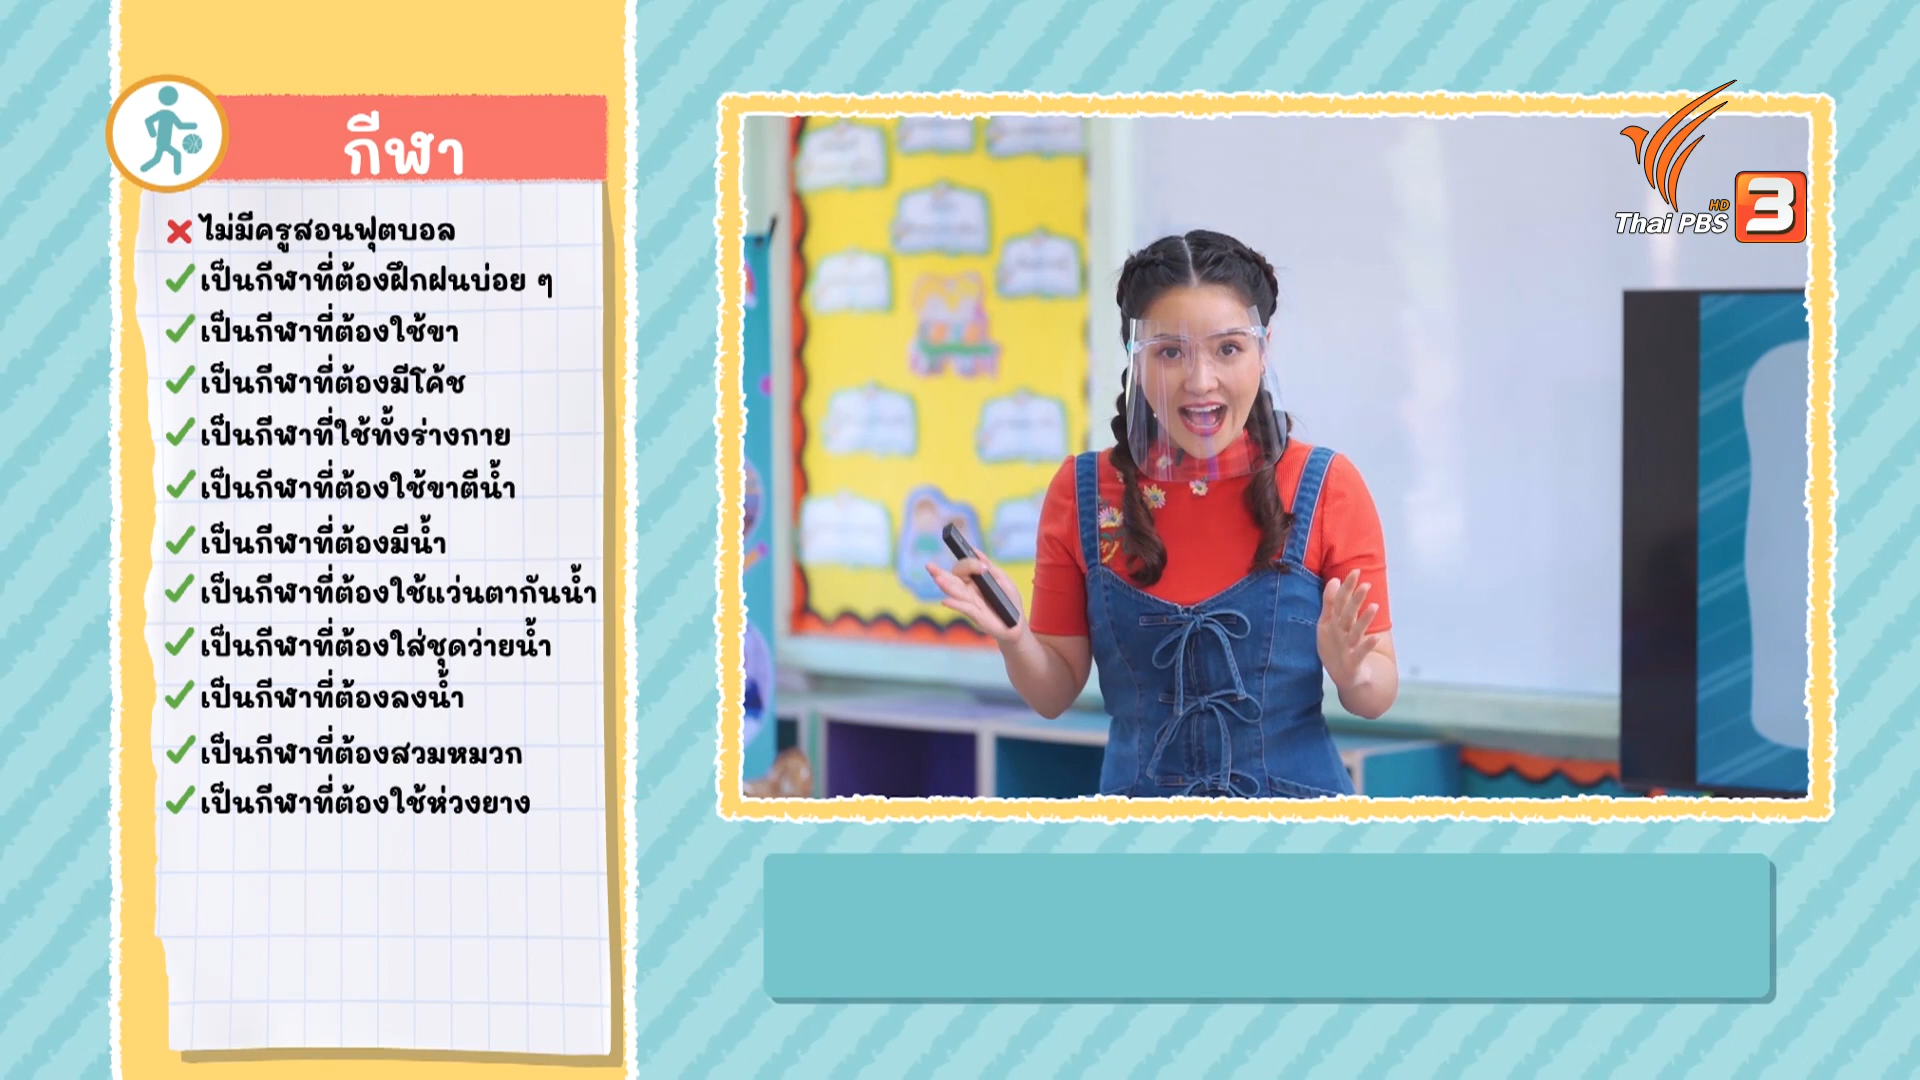 กีฬา
ไม่มีครูสอนฟุตบอล
เป็นกีฬาที่ต้องฝึกฝนบ่อย ๆ
เป็นกีฬาที่ต้องใช้ขา
เป็นกีฬาที่ต้องมีโค้ช
เป็นกีฬาที่ใช้ทั้งร่างกาย
เป็นกีฬาที่ต้องใช้ขาตีน้ำ
เป็นกีฬาที่ต้องมีน้ำ
เป็นกีฬาที่ต้องใช้แว่นตากันน้ำ
เป็นกีฬาที่ต้องใส่ชุดว่ายน้ำ
เป็นกีฬาที่ต้องลงน้ำ
เป็นกีฬาที่ต้องสวมหมวก
เป็นกีฬาที่ต้องใช้ห่วงยาง
Thai PBS HD 3